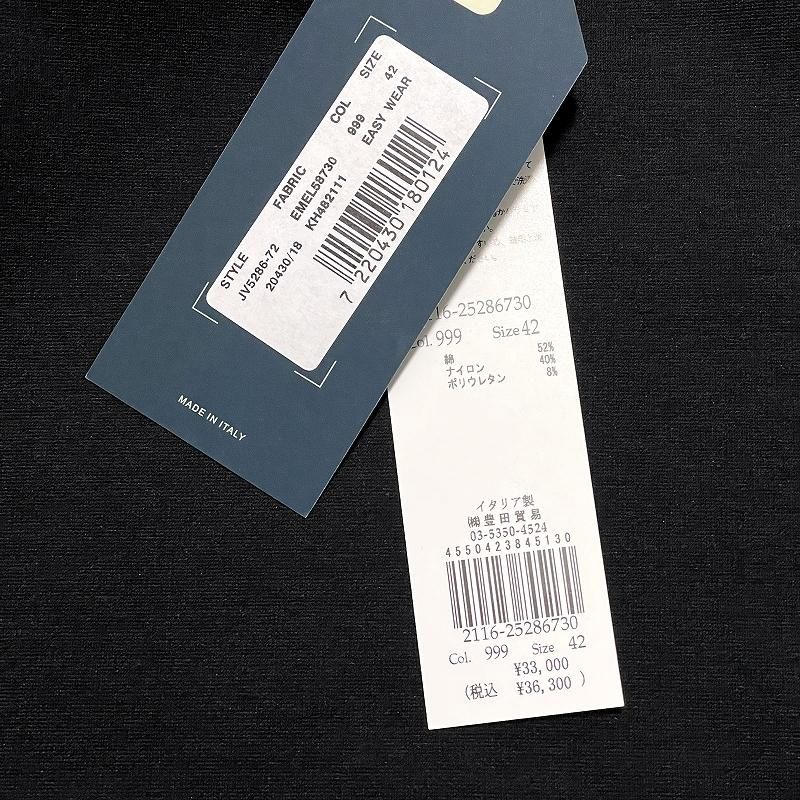 STYLE FABRIC COL SIZE
JV5286-72 EMEL58730 999 42
20430/18 KH482111 EASY WEAR
7 220430 180124
MADE IN ITALY
16-25286730
Col. 999 Size 42
綿 52%
ナイロン 40%
ポリウレタン 8%
イタリア製
㈱豊田貿易
03-5350-4524
4550423845130
2116-25286730
Col. 999 Size 42
¥33,000
(税込 ¥36,300 )